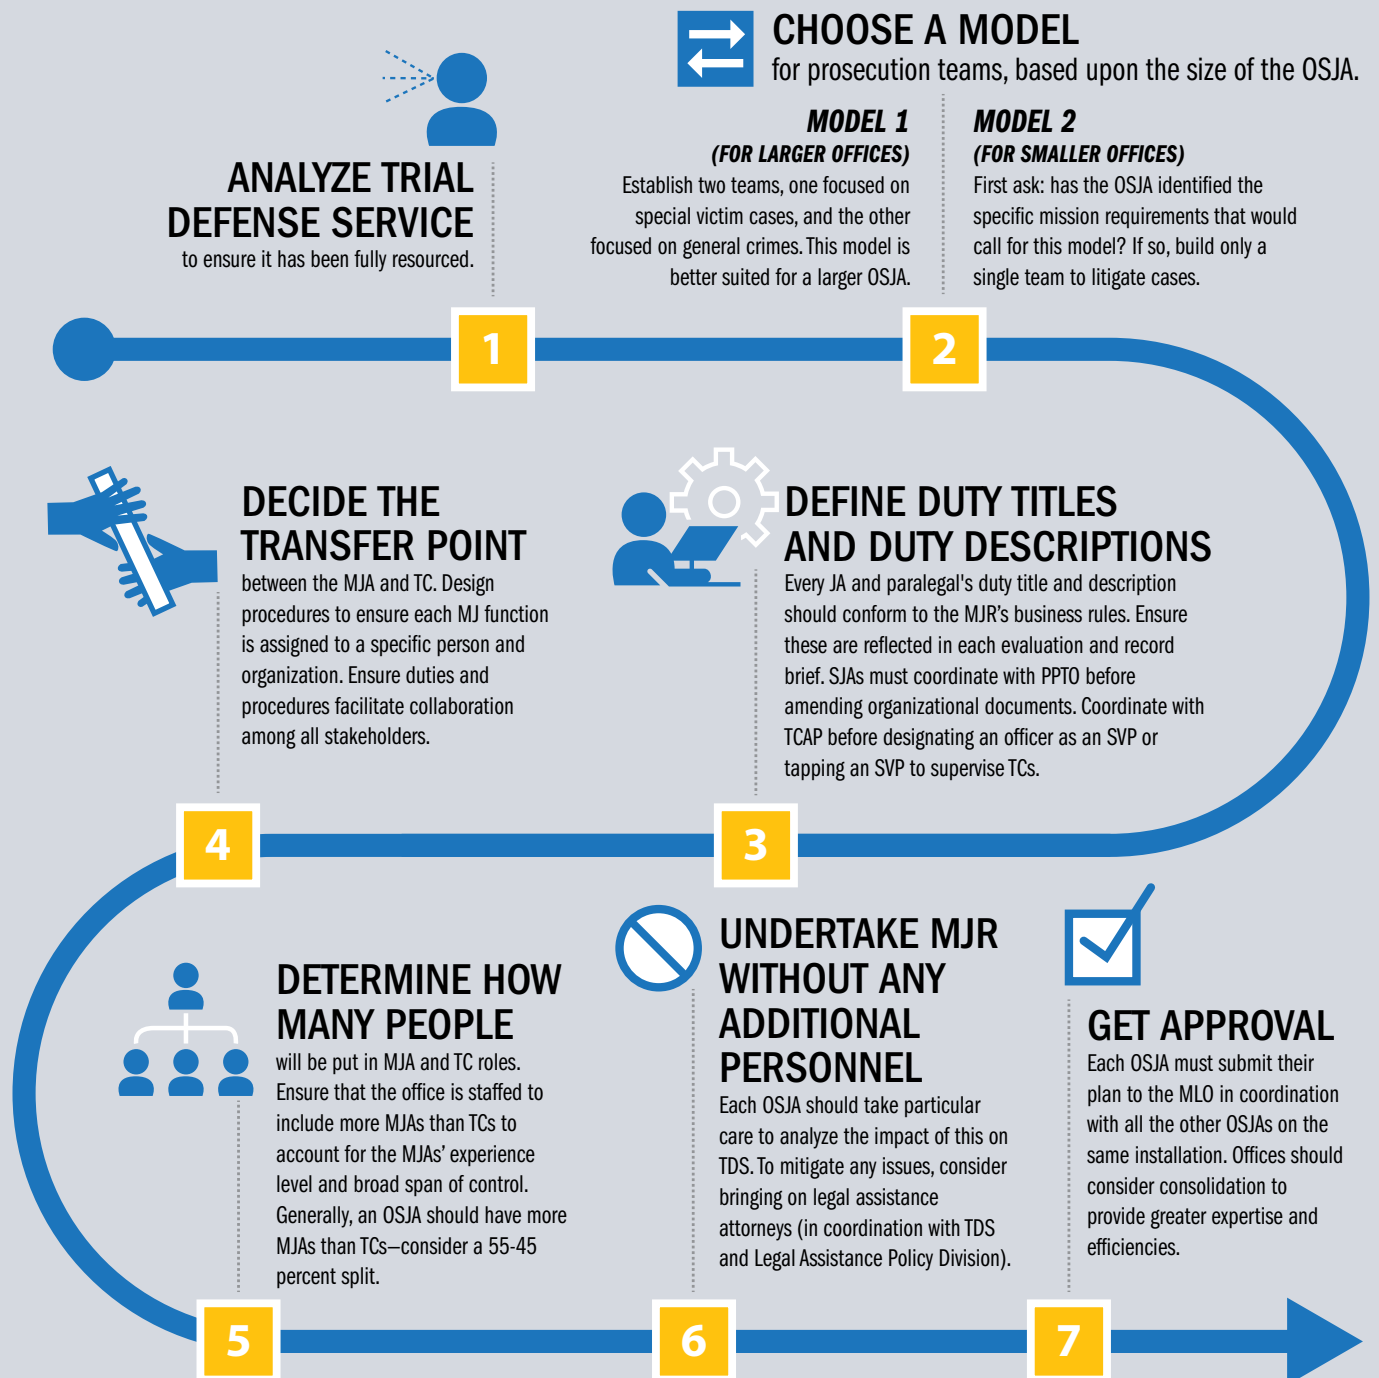 ANALYZE TRIAL
DEFENSE SERVICE
to ensure it has been fully resourced.
1
CHOOSE A MODEL
for prosecution teams, based upon the size of the OSJA.
MODEL 1
(FOR LARGER OFFICES)
Establish two teams, one focused on
special victim cases, and the other
focused on general crimes. This model is
better suited for a larger OSJA.
MODEL 2
(FOR SMALLER OFFICES)
First ask: has the OSJA identified the
specific mission requirements that would
call for this model? If so, build only a
single team to litigate cases.
2
DEFINE DUTY TITLES
AND DUTY DESCRIPTIONS
Every JA and paralegal's duty title and description
should conform to the MJR’s business rules. Ensure
these are reflected in each evaluation and record
brief. SJAs must coordinate with PPTO before
amending organizational documents. Coordinate with
TCAP before designating an officer as an SVP or
tapping an SVP to supervise TCs.
3
DECIDE THE
TRANSFER POINT
between the MJA and TC. Design
procedures to ensure each MJ function
is assigned to a specific person and
organization. Ensure duties and
procedures facilitate collaboration
among all stakeholders.
4
DETERMINE HOW
MANY PEOPLE
will be put in MJA and TC roles.
Ensure that the office is staffed to
include more MJAs than TCs to
account for the MJAs’ experience
level and broad span of control.
Generally, an OSJA should have more
MJAs than TCs—consider a 55-45
percent split.
5
UNDERTAKE MJR
WITHOUT ANY
ADDITIONAL
PERSONNEL
Each OSJA should take particular
care to analyze the impact of this on
TDS. To mitigate any issues, consider
bringing on legal assistance
attorneys (in coordination with TDS
and Legal Assistance Policy Division).
6
GET APPROVAL
Each OSJA must submit their
plan to the MLO in coordination
with all the other OSJAs on the
same installation. Offices should
consider consolidation to
provide greater expertise and
efficiencies.
7